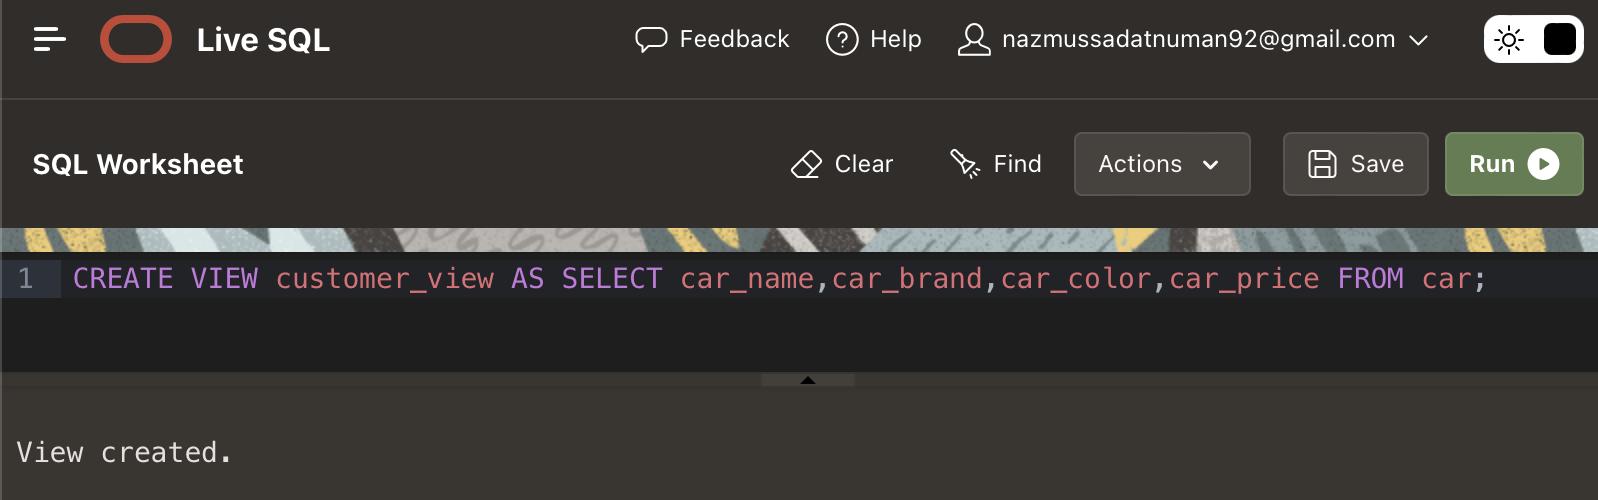 Live SQL Feedback Help nazmussadatnuman92@gmail.com
SQL Worksheet Clear Find Actions Save Run
1 CREATE VIEW customer_view AS SELECT car_name,car_brand,car_color,car_price FROM car;
View created.